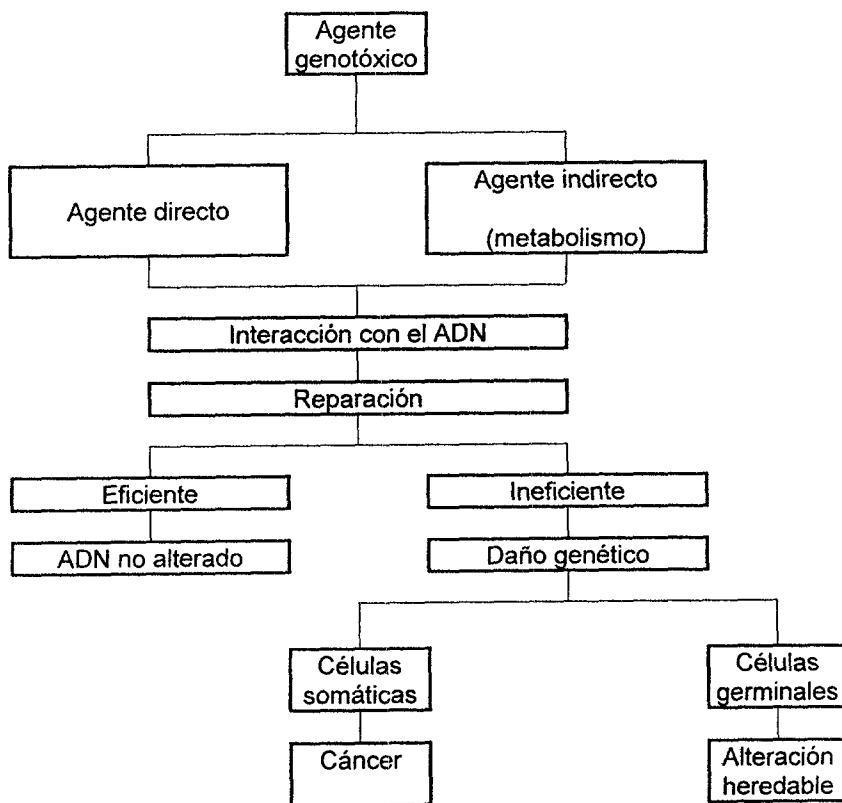 Agente
genotóxico
Agente directo
Agente indirecto
(metabolismo)
Interacción con el ADN
Reparación
Eficiente
Ineficiente
ADN no alterado
Daño genético
Células
somáticas
Células
germinales
Cáncer
Alteración
heredable